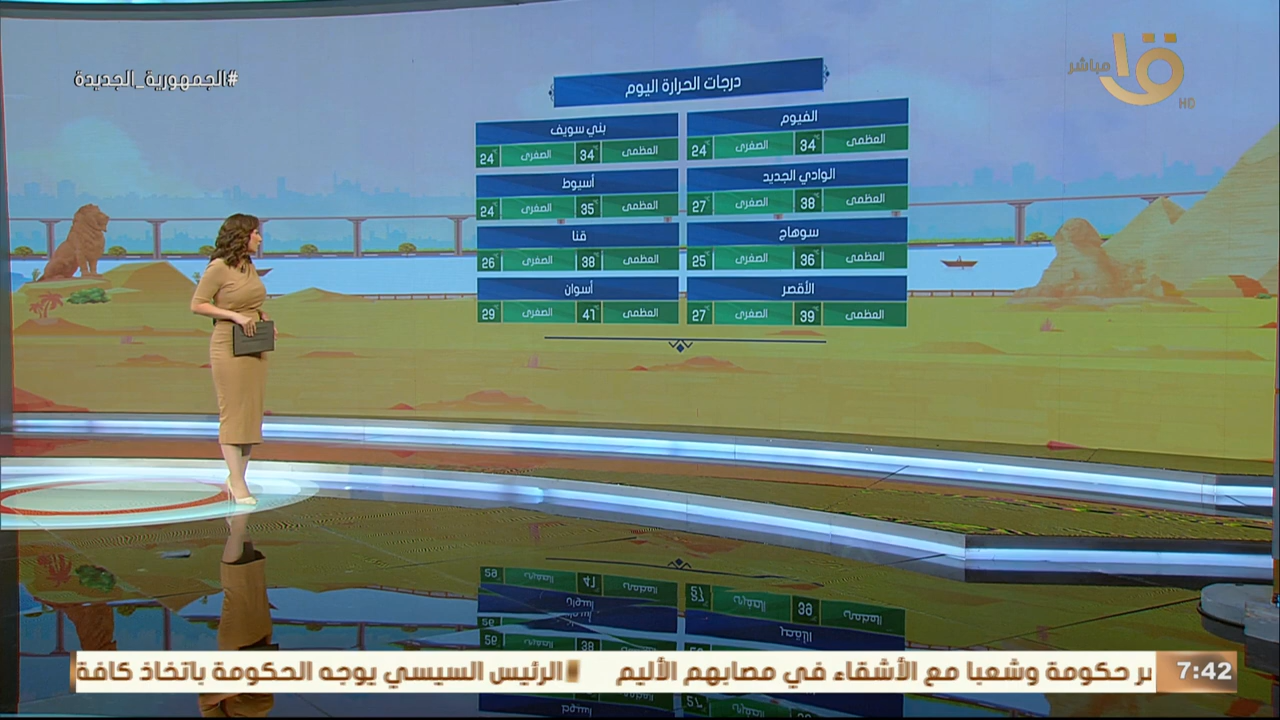 #الجمهورية_الجديدة
مباشر
HD
درجات الحرارة اليوم
الفيوم
العظمى 34 الصغرى 24
بني سويف
العظمى 34 الصغرى 24
الوادي الجديد
العظمى 38 الصغرى 27
أسيوط
العظمى 35 الصغرى 24
سوهاج
العظمى 36 الصغرى 25
قنا
العظمى 38 الصغرى 26
الأقصر
العظمى 39 الصغرى 27
أسوان
العظمى 41 الصغرى 29
7:42
حكومة وشعبا مع الأشقاء في مصابهم الأليم الرئيس السيسي يوجه الحكومة باتخاذ كافة